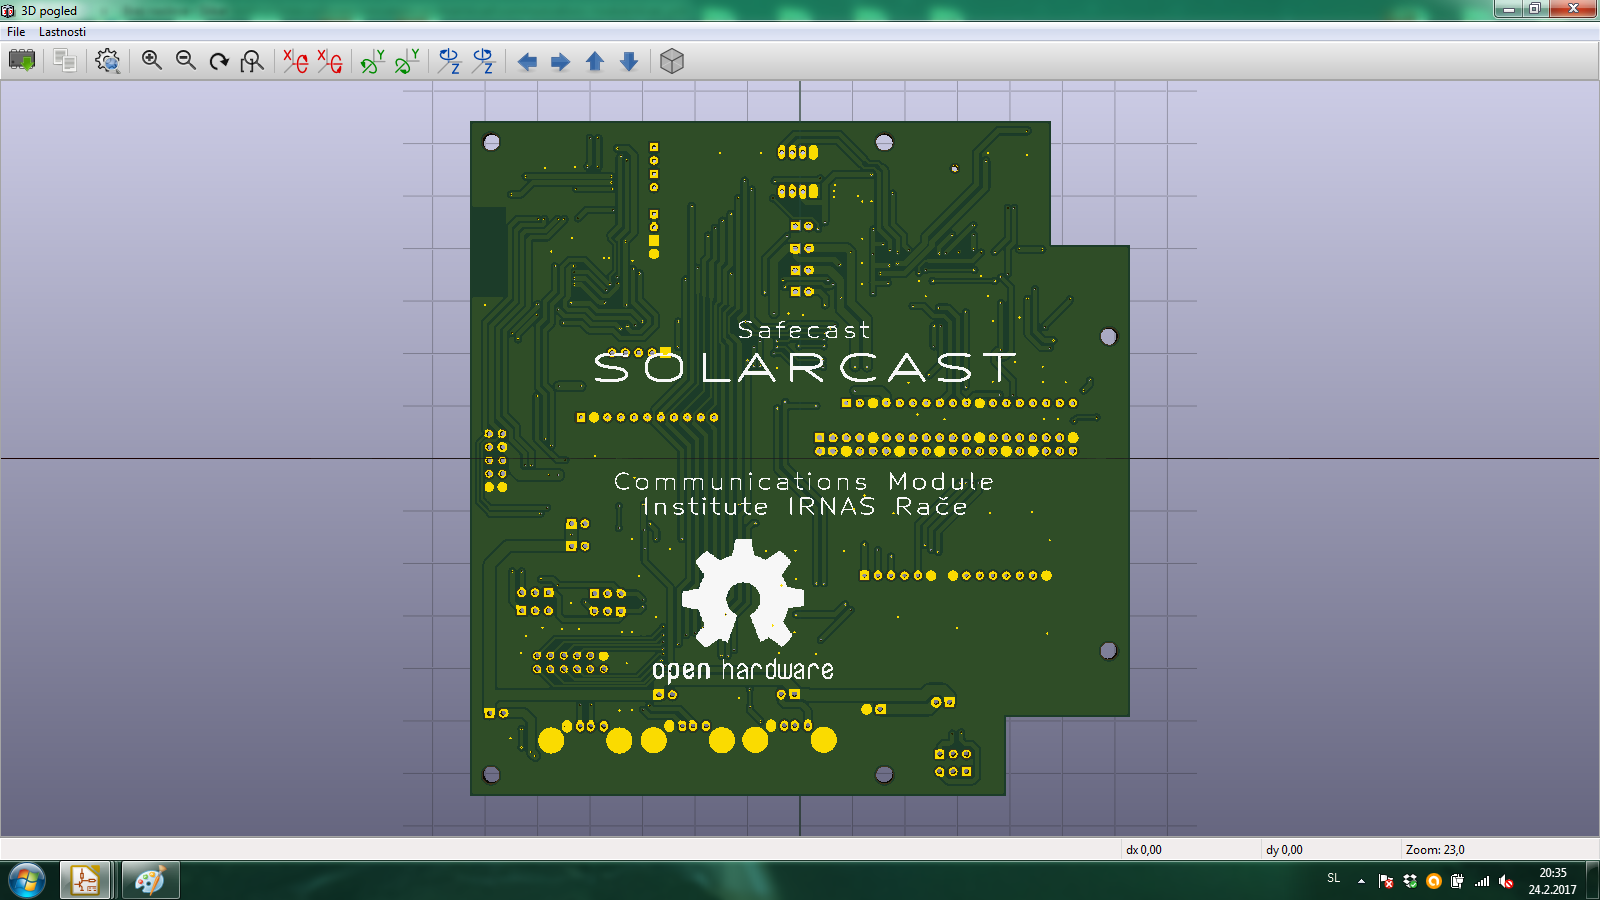 3D pogled
File Lastnosti
X X Y Y Z Z
Safecast
SOLARCAST
Communications Module
Institute IRNAS Rače
open hardware
dx 0,00 dy 0,00 Zoom: 23,0
SL 20:35
24.2.2017